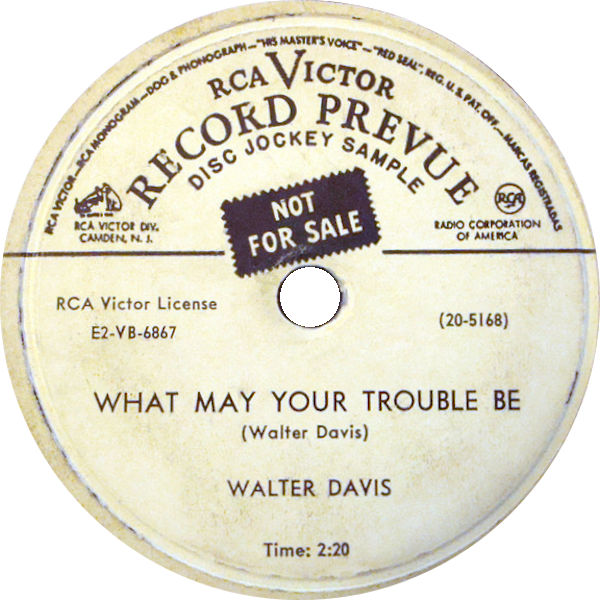 RCA VICTOR—RCA MONOGRAM—DOG & PHONOGRAPH—"HIS MASTER'S VOICE"—"RED SEAL", REG. U. S. PAT. OFF.—MARCAS REGISTRADAS
RCA VICTOR
RECORD PREVUE
DISC JOCKEY SAMPLE
NOT
FOR SALE
RCA VICTOR DIV.
CAMDEN, N. J.
RCA
RADIO CORPORATION
OF AMERICA
RCA Victor License
E2-VB-6867
(20-5168)
WHAT MAY YOUR TROUBLE BE
(Walter Davis)
WALTER DAVIS
Time: 2:20